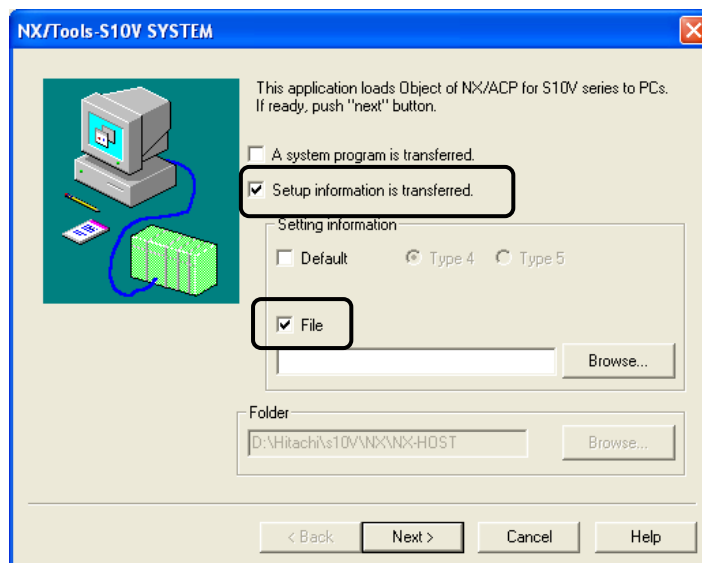 NX/Tools-S10V SYSTEM
This application loads Object of NX/ACP for S10V series to PCs.
If ready, push "next" button.
A system program is transferred.
Setup information is transferred.
Setting information
Default
Type 4
Type 5
File
Browse...
Folder
D:\Hitachi\s10V\NX\NX-HOST
Browse...
< Back
Next >
Cancel
Help